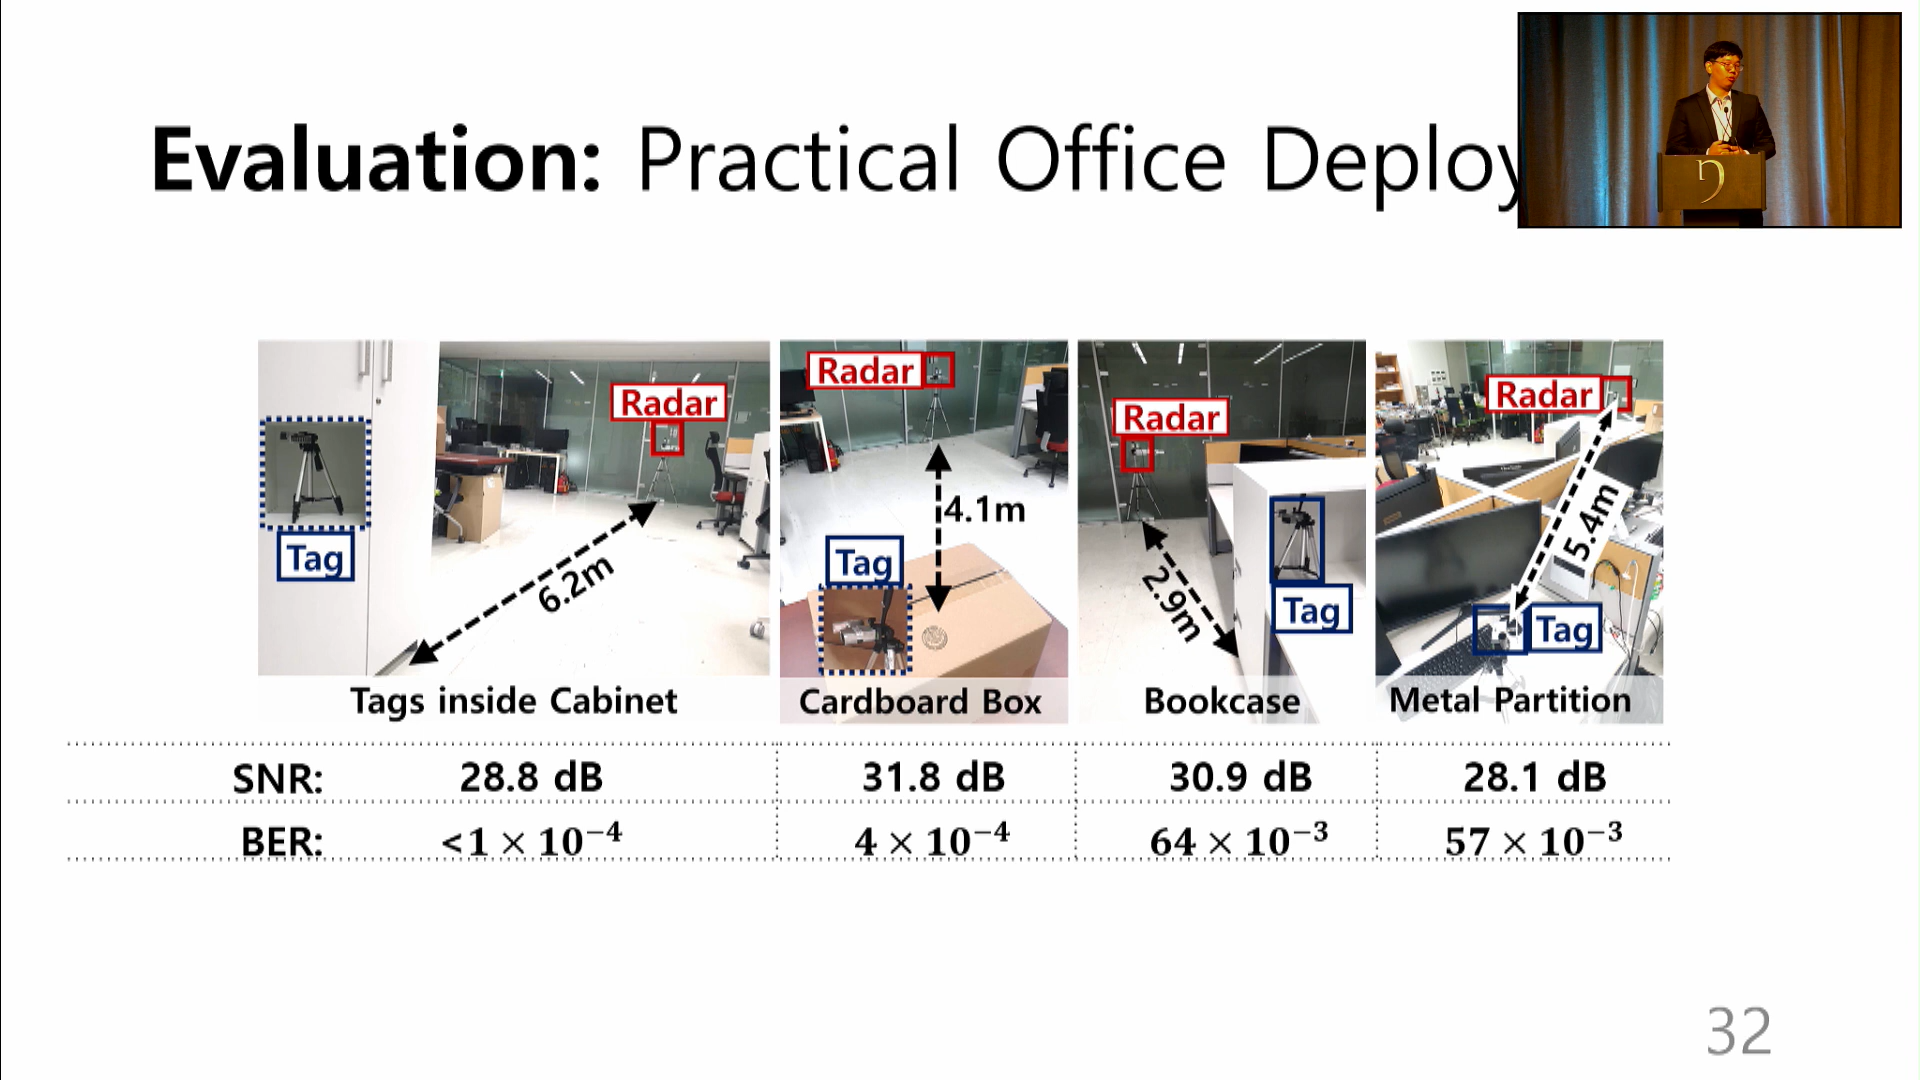 Evaluation: Practical Office Deploy
Radar
Tag
6.2m
Tags inside Cabinet
Radar
4.1m
Tag
Cardboard Box
Radar
2.9m
Tag
Bookcase
Radar
5.4m
Tag
Metal Partition
SNR: 28.8 dB 31.8 dB 30.9 dB 28.1 dB
BER: <1 × 10⁻⁴ 4 × 10⁻⁴ 64 × 10⁻³ 57 × 10⁻³
32